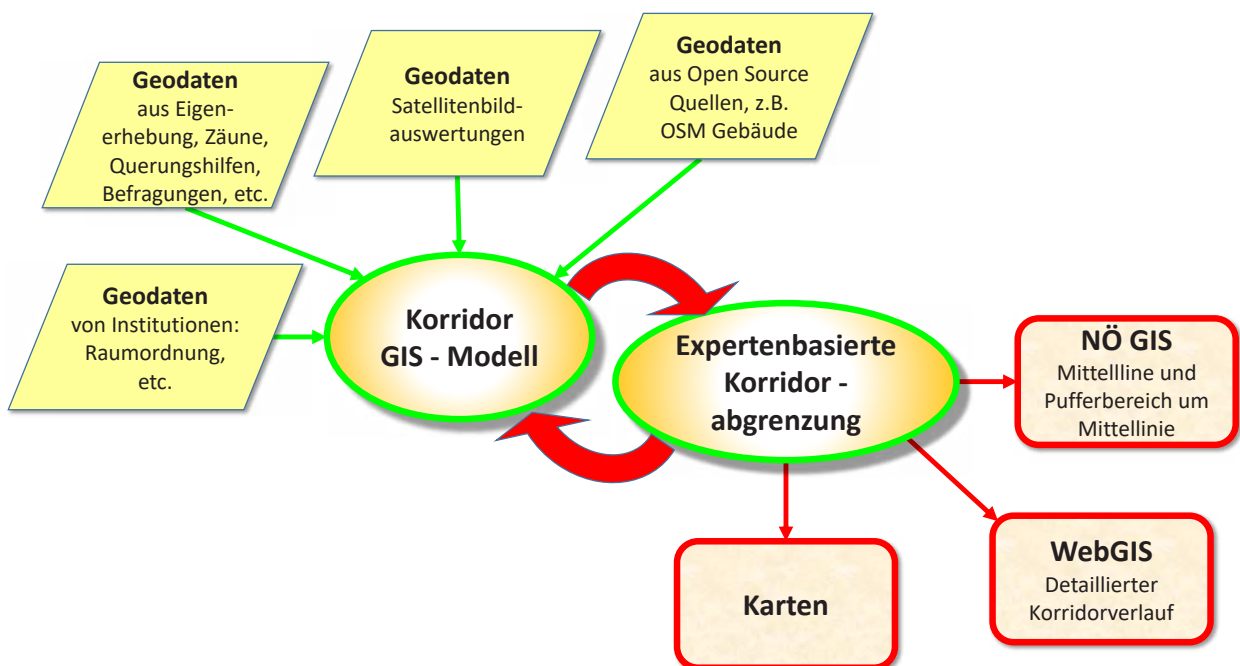 Geodaten
aus Eigen-
erhebung, Zäune,
Querungshilfen,
Befragungen, etc.
Geodaten
Satellitenbild-
auswertungen
Geodaten
aus Open Source
Quellen, z.B.
OSM Gebäude
Geodaten
von Institutionen:
Raumordnung,
etc.
Korridor
GIS - Modell
Expertenbasierte
Korridor -
abgrenzung
NÖ GIS
Mittellline und
Pufferbereich um
Mittellinie
WebGIS
Detaillierter
Korridorverlauf
Karten